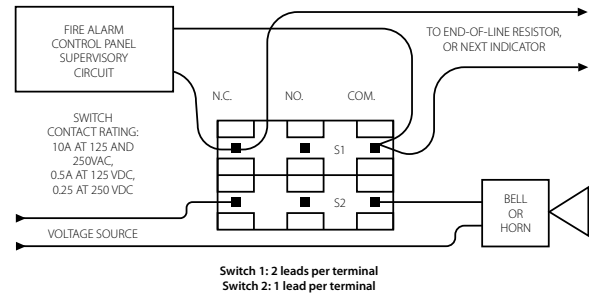 FIRE ALARM
CONTROL PANEL
SUPERVISORY
CIRCUIT
TO END-OF-LINE RESISTOR,
OR NEXT INDICATOR
N.C.
NO.
COM.
SWITCH
CONTACT RATING:
10A AT 125 AND
250VAC,
0.5A AT 125 VDC,
0.25 AT 250 VDC
S1
S2
BELL
OR
HORN
VOLTAGE SOURCE
Switch 1: 2 leads per terminal
Switch 2: 1 lead per terminal